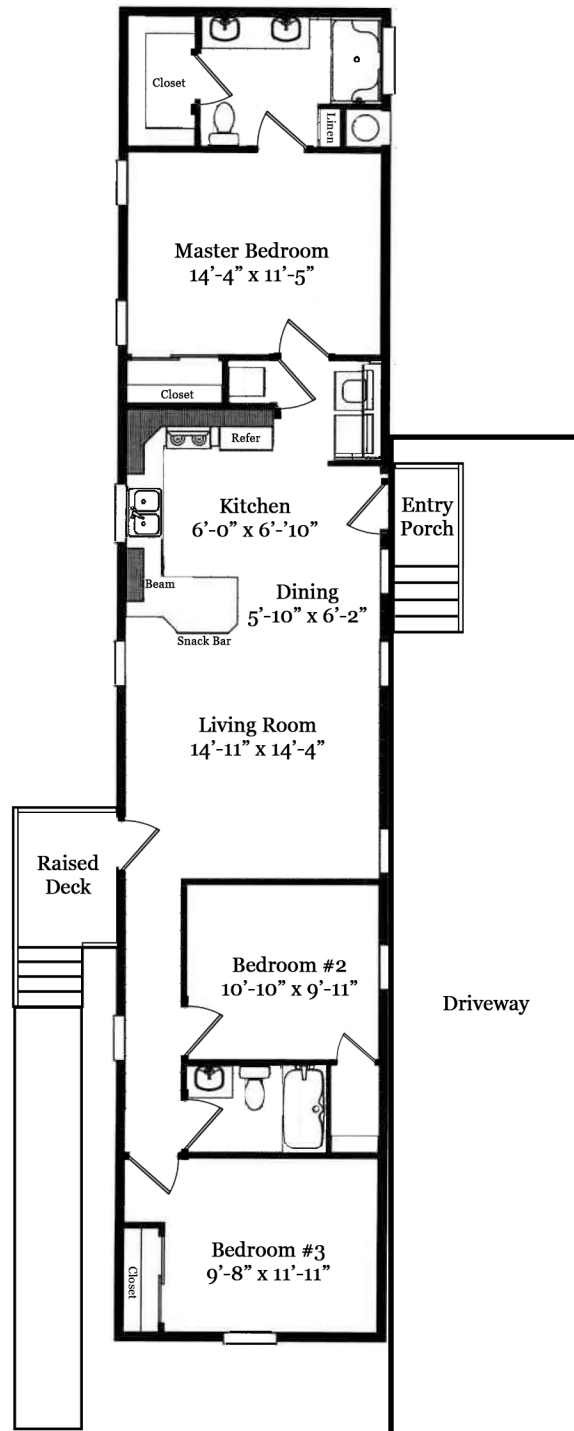 Closet
Linen
Master Bedroom
14’-4” x 11’-5”
Closet
Refer
Kitchen
6’-0” x 6’-’10”
Entry
Porch
Beam
Dining
5’-10” x 6’-2”
Snack Bar
Living Room
14’-11” x 14’-4”
Raised
Deck
Bedroom #2
10’-10” x 9’-11”
Driveway
Bedroom #3
9’-8” x 11’-11”
Closet